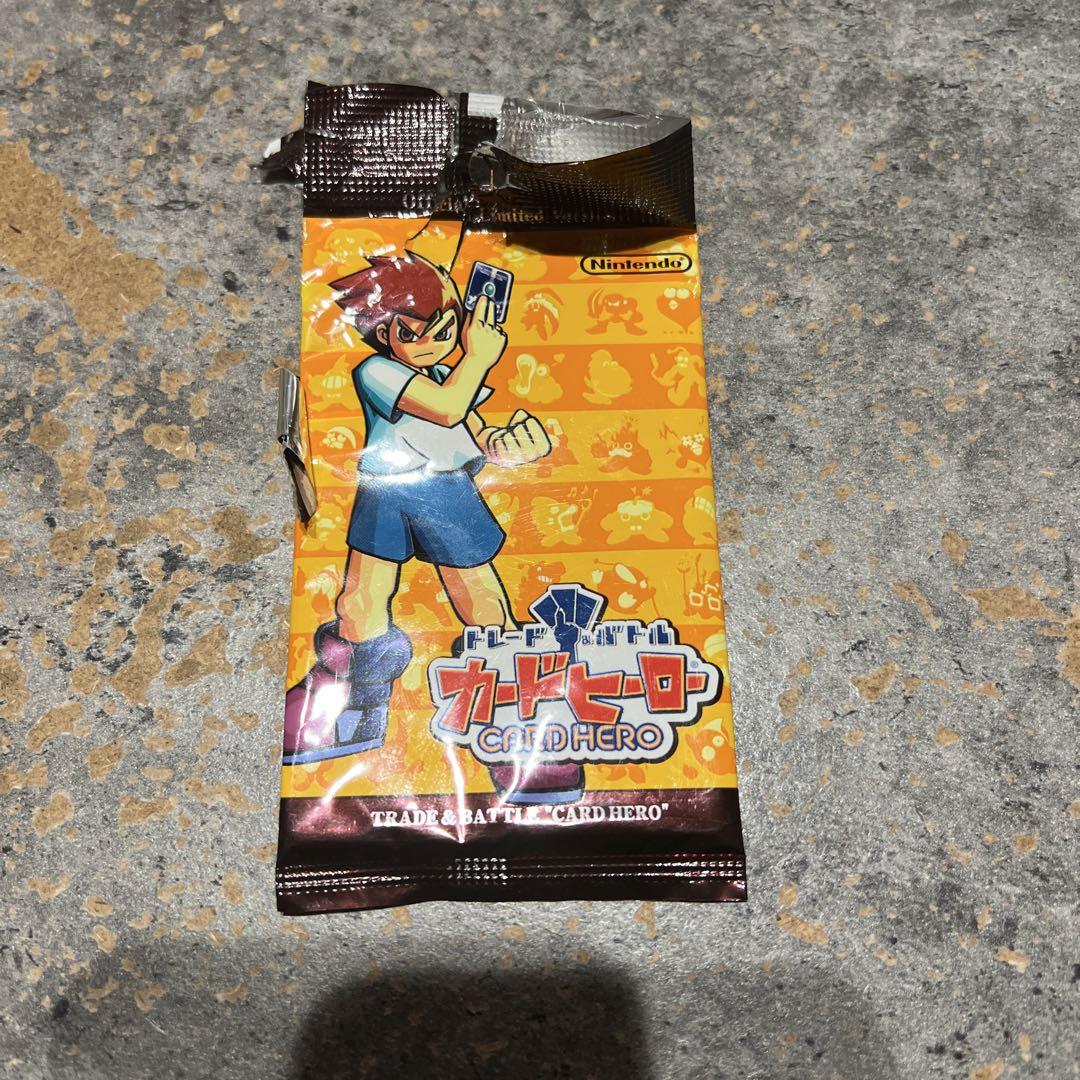 Limited
Nintendo®
トレード&バトル
カードヒーロー®
CARD HERO
TRADE & BATTLE "CARD HERO"